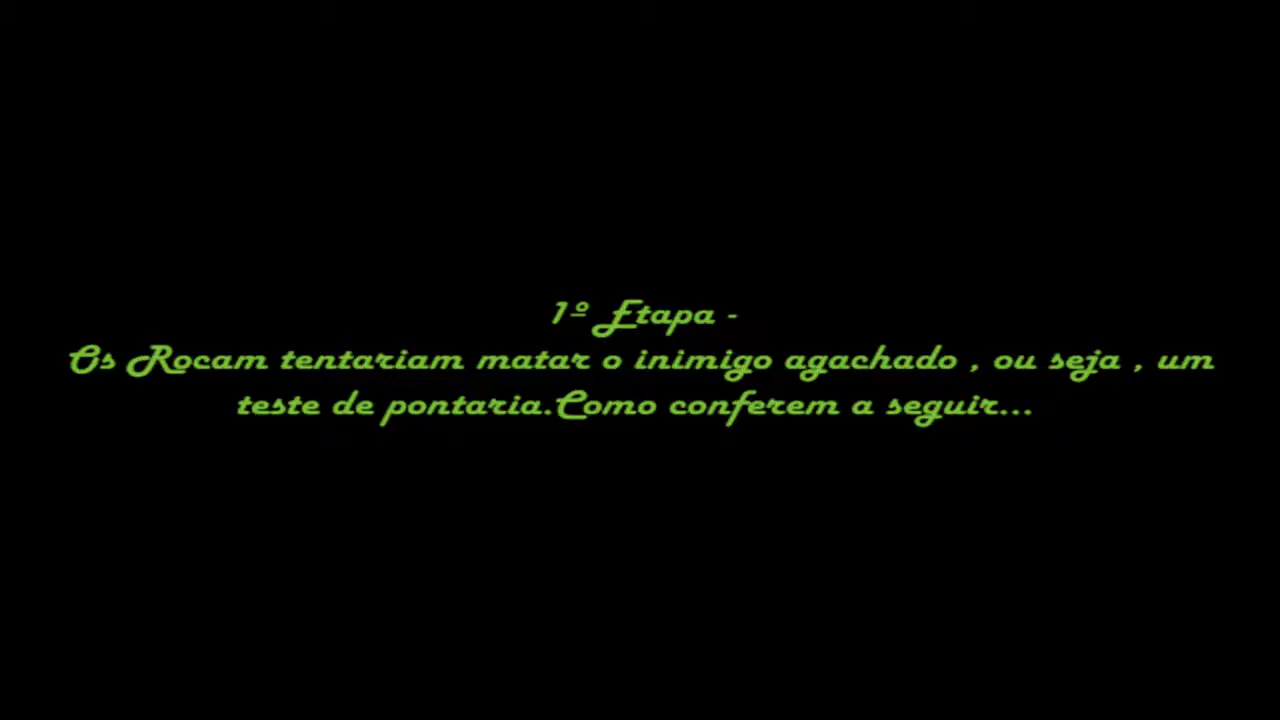 1º Etapa -
Os Rocam tentariam matar o inimigo agachado , ou seja , um
teste de pontaria.Como conferem a seguir...